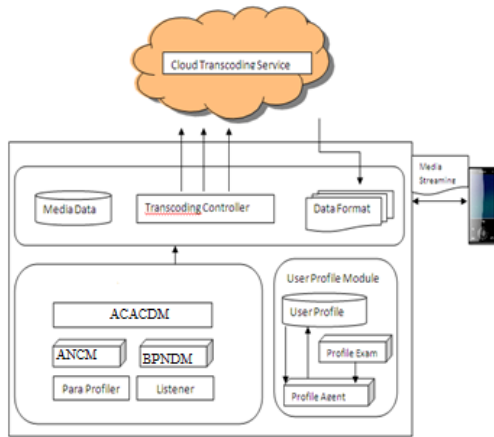 Cloud Transcoding Service
Media
Streaming
Media Data
Transcoding Controller
Data Format
ACACDM
ANCM
BPNDM
Para Profiler
Listener
User Profile Module
User Profile
Profile Exam
Profile Agent